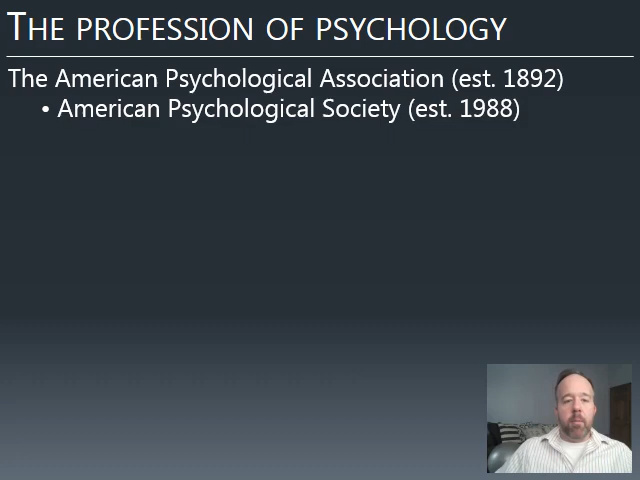 THE PROFESSION OF PSYCHOLOGY
The American Psychological Association (est. 1892)
• American Psychological Society (est. 1988)